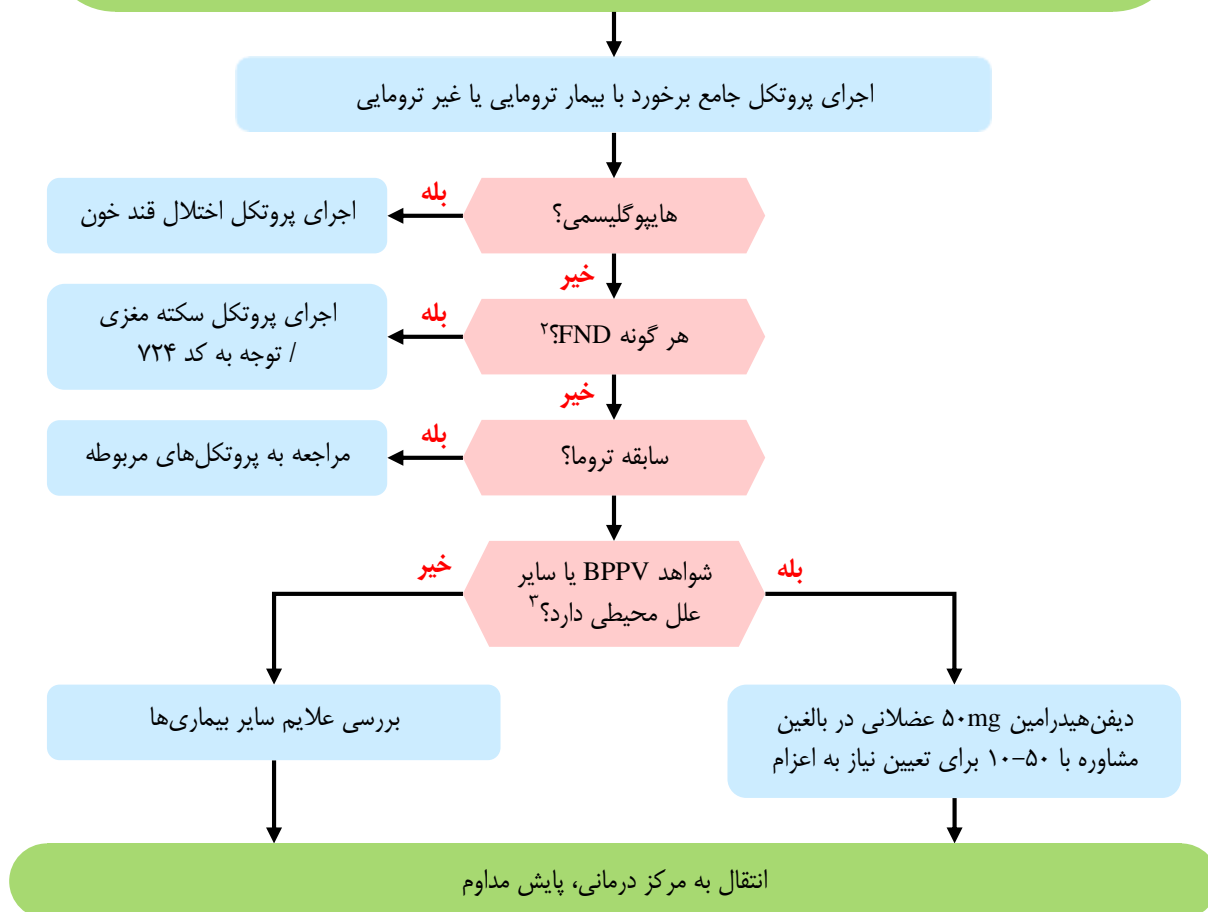 اجرای پروتکل جامع برخورد با بیمار ترومایی یا غیر ترومایی
هایپوگلیسمی؟
بله
اجرای پروتکل اختلال قند خون
خیر
هر گونه FND؟۲
بله
اجرای پروتکل سکته مغزی
/ توجه به کد ۷۲۴
خیر
سابقه تروما؟
بله
مراجعه به پروتکل‌های مربوطه
شواهد BPPV یا سایر
علل محیطی دارد؟۳
بله
خیر
دیفن‌هیدرامین ۵۰mg عضلانی در بالغین
مشاوره با ۵۰–۱۰ برای تعیین نیاز به اعزام
بررسی علایم سایر بیماری‌ها
انتقال به مرکز درمانی، پایش مداوم